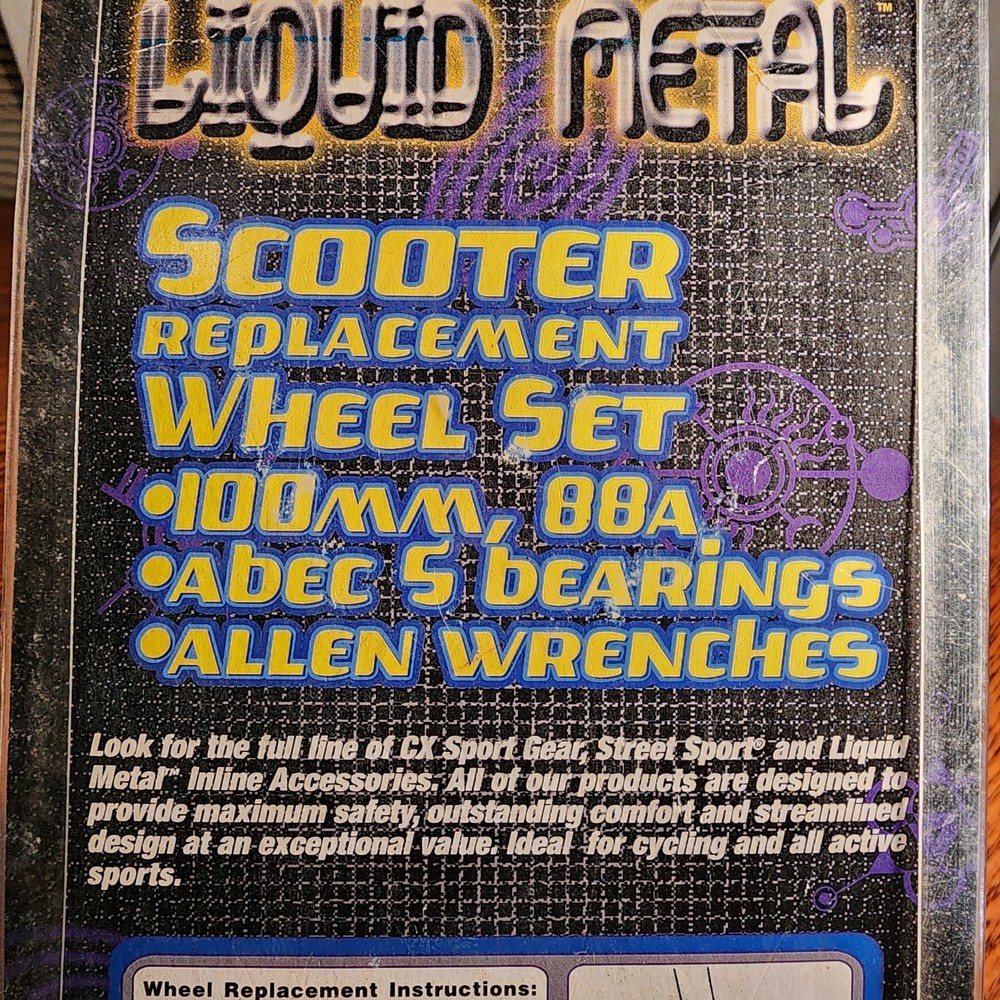 LIQUID METAL™
SCOOTER
REPLACEMENT
WHEEL SET
•100mm, 88A
•ABEC 5 BEARINGS
•ALLEN WRENCHES
Look for the full line of CX Sport Gear, Street Sport® and Liquid
Metal™ Inline Accessories. All of our products are designed to
provide maximum safety, outstanding comfort and streamlined
design at an exceptional value. Ideal for cycling and all active
sports.
Wheel Replacement Instructions: